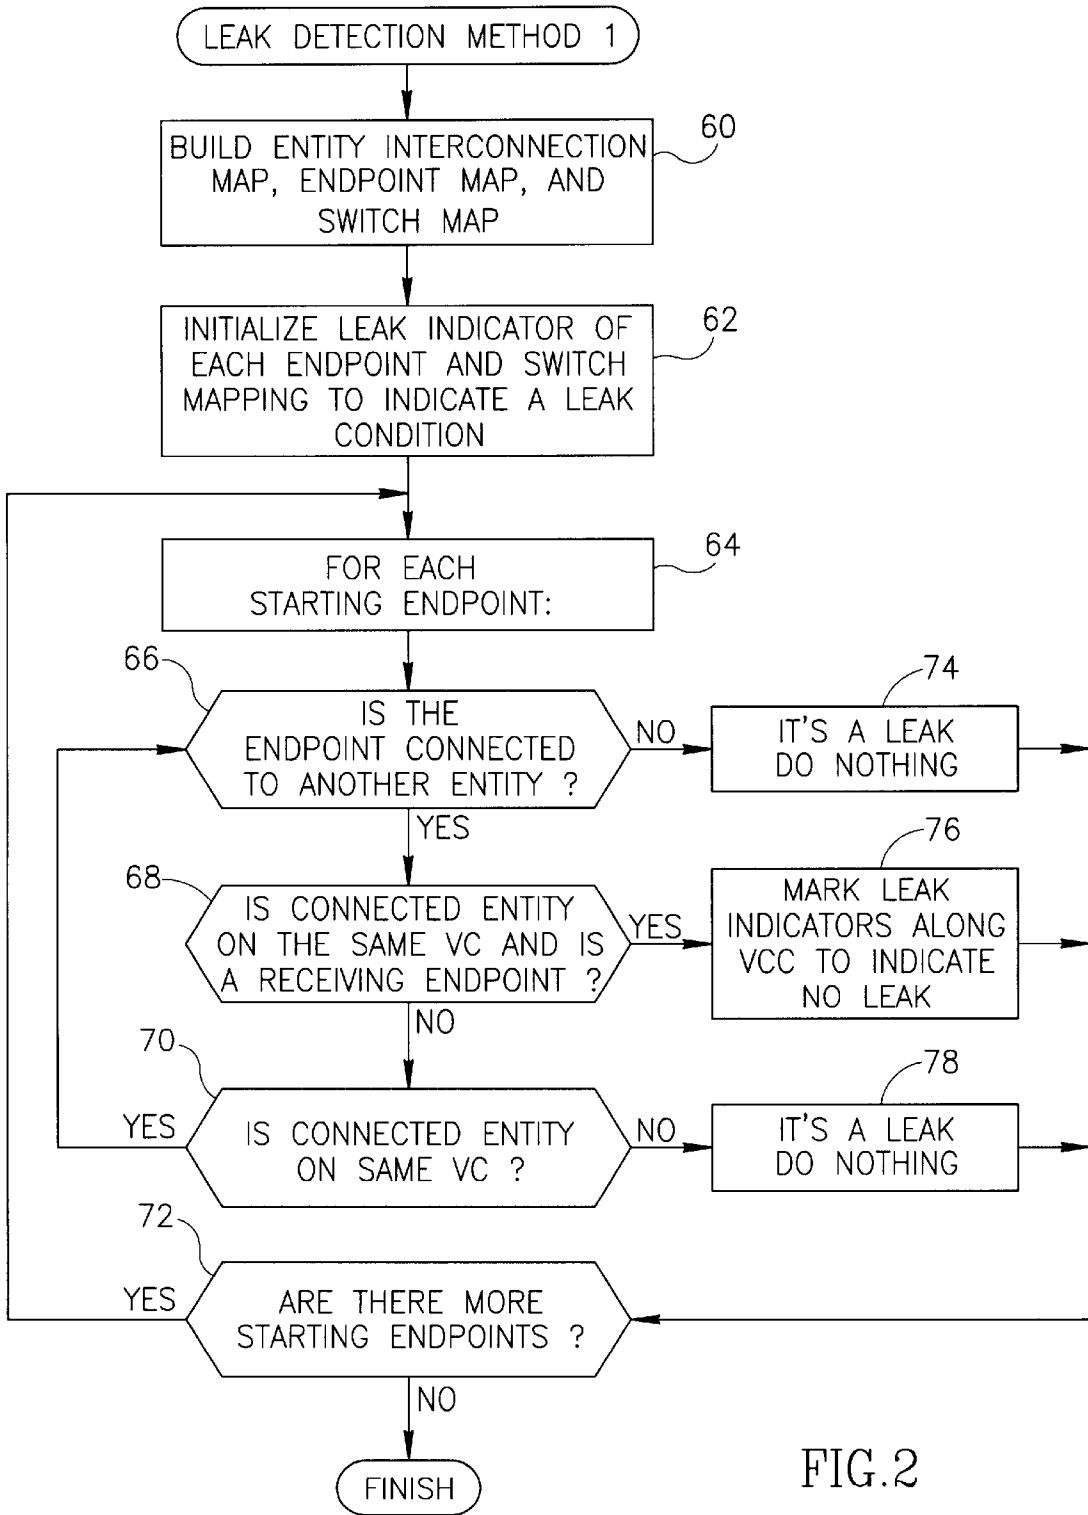 LEAK DETECTION METHOD 1
60
BUILD ENTITY INTERCONNECTION
MAP, ENDPOINT MAP, AND
SWITCH MAP
62
INITIALIZE LEAK INDICATOR OF
EACH ENDPOINT AND SWITCH
MAPPING TO INDICATE A LEAK
CONDITION
64
FOR EACH
STARTING ENDPOINT:
66
IS THE
ENDPOINT CONNECTED
TO ANOTHER ENTITY ?
NO
74
IT'S A LEAK
DO NOTHING
YES
68
IS CONNECTED ENTITY
ON THE SAME VC AND IS
A RECEIVING ENDPOINT ?
YES
76
MARK LEAK
INDICATORS ALONG
VCC TO INDICATE
NO LEAK
NO
70
YES
IS CONNECTED ENTITY
ON SAME VC ?
NO
78
IT'S A LEAK
DO NOTHING
72
YES
ARE THERE MORE
STARTING ENDPOINTS ?
NO
FINISH
FIG.2